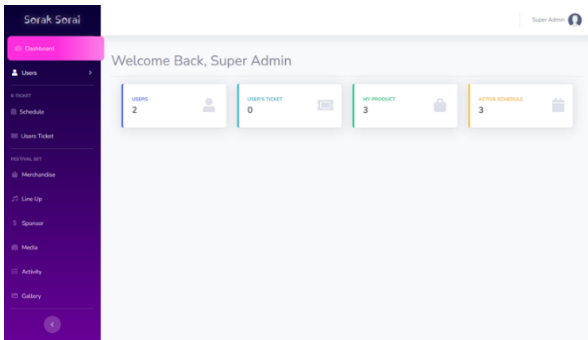 Sorak Sorai
Super Admin
Dashboard
Users
E-TICKET
Schedule
Users Ticket
FESTIVAL SET
Merchandise
Line Up
Sponsor
Media
Activity
Gallery
Welcome Back, Super Admin
USERS
2
USER'S TICKET
0
MY PRODUCT
3
ACTIVE SCHEDULE
3